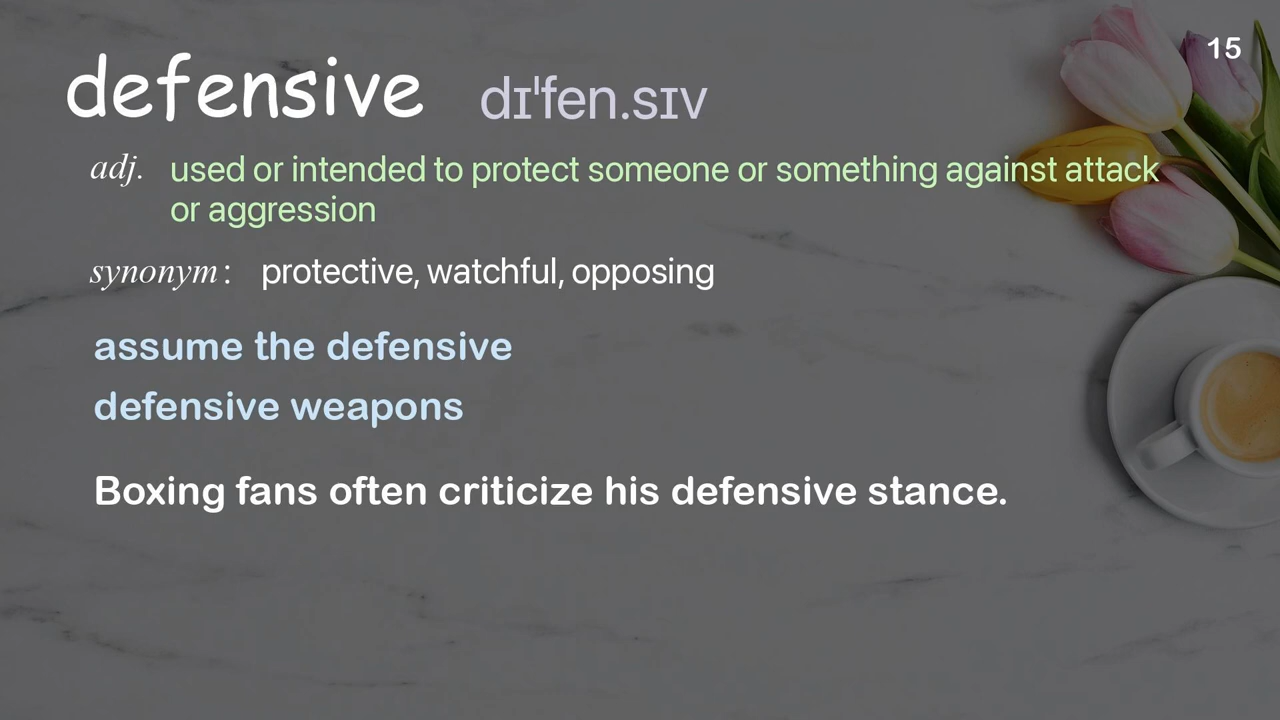 15
defensive dɪˈfen.sɪv
adj. used or intended to protect someone or something against attack
or aggression
synonym: protective, watchful, opposing
assume the defensive
defensive weapons
Boxing fans often criticize his defensive stance.